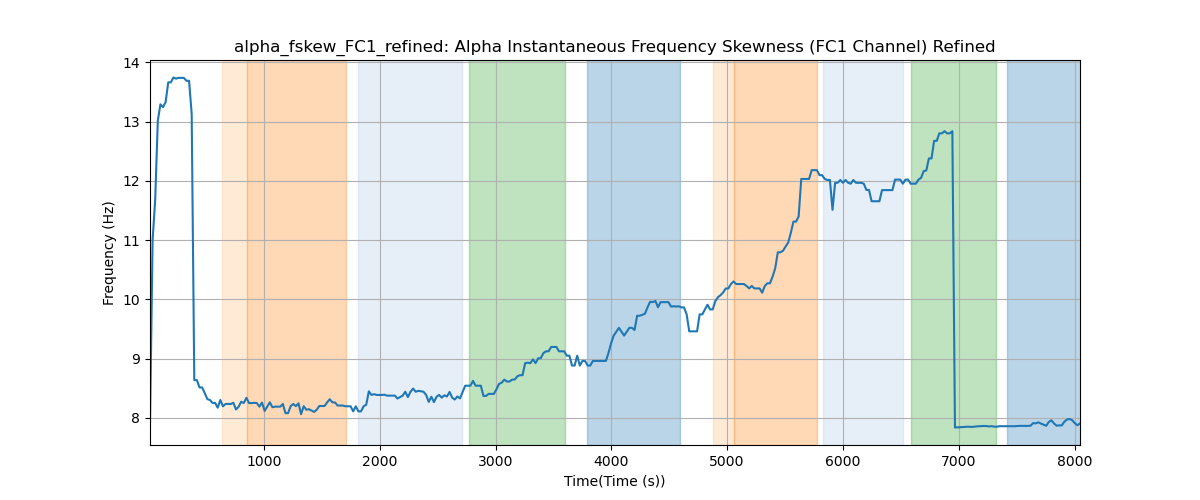 alpha_fskew_FC1_refined: Alpha Instantaneous Frequency Skewness (FC1 Channel) Refined
14
13
12
11
10
9
8
Frequency (Hz)
1000 2000 3000 4000 5000 6000 7000 8000
Time(Time (s))